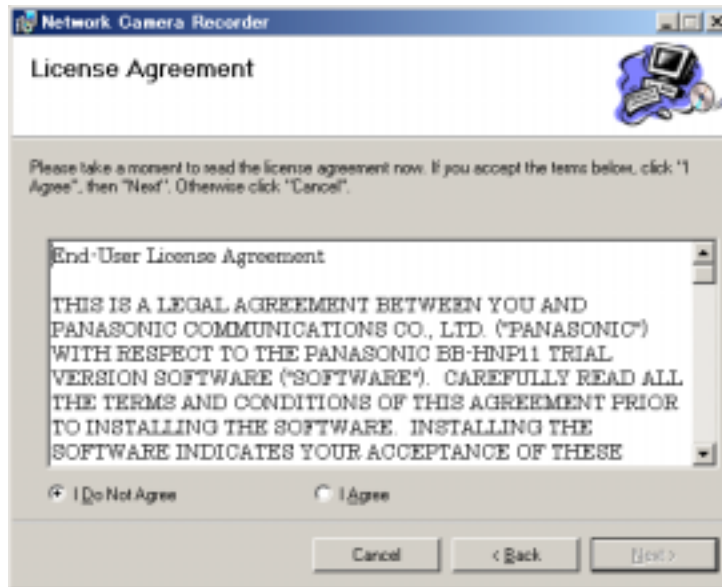 Network Camera Recorder
License Agreement
Please take a moment to read the license agreement now. If you accept the terms below, click "I
Agree", then "Next". Otherwise click "Cancel".
End-User License Agreement
THIS IS A LEGAL AGREEMENT BETWEEN YOU AND
PANASONIC COMMUNICATIONS CO., LTD. ("PANASONIC")
WITH RESPECT TO THE PANASONIC BB-HNP11 TRIAL
VERSION SOFTWARE ("SOFTWARE"). CAREFULLY READ ALL
THE TERMS AND CONDITIONS OF THIS AGREEMENT PRIOR
TO INSTALLING THE SOFTWARE. INSTALLING THE
SOFTWARE INDICATES YOUR ACCEPTANCE OF THESE
I Do Not Agree
I Agree
Cancel
< Back
Next >